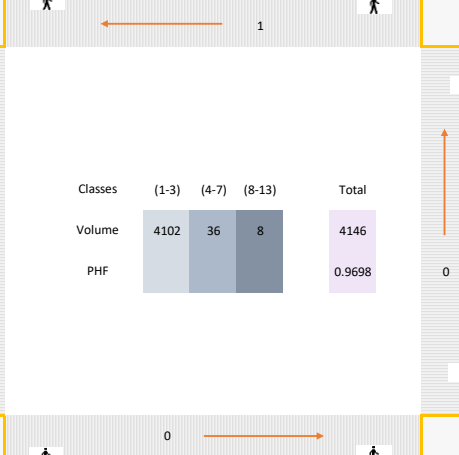 1
Classes (1-3) (4-7) (8-13) Total
Volume 4102 36 8 4146
PHF 0.9698
0
0